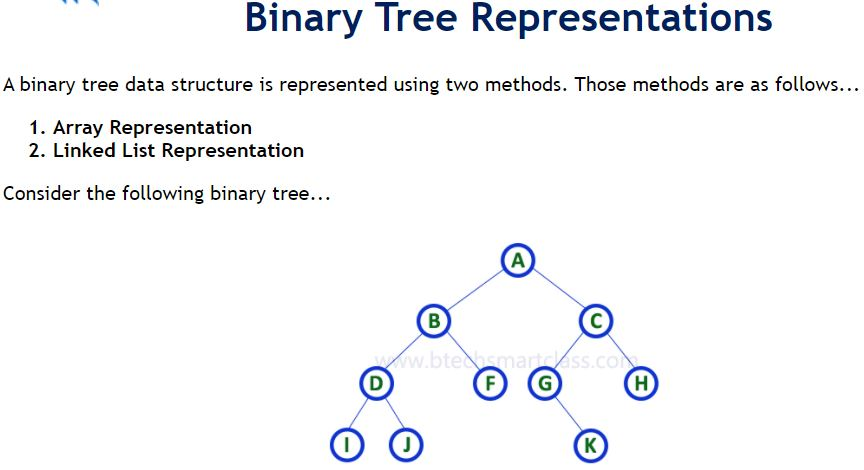 Binary Tree Representations
A binary tree data structure is represented using two methods. Those methods are as follows...
1. Array Representation
2. Linked List Representation
Consider the following binary tree...
A
B C
www.btechsmartclass.com
D F G H
I J K